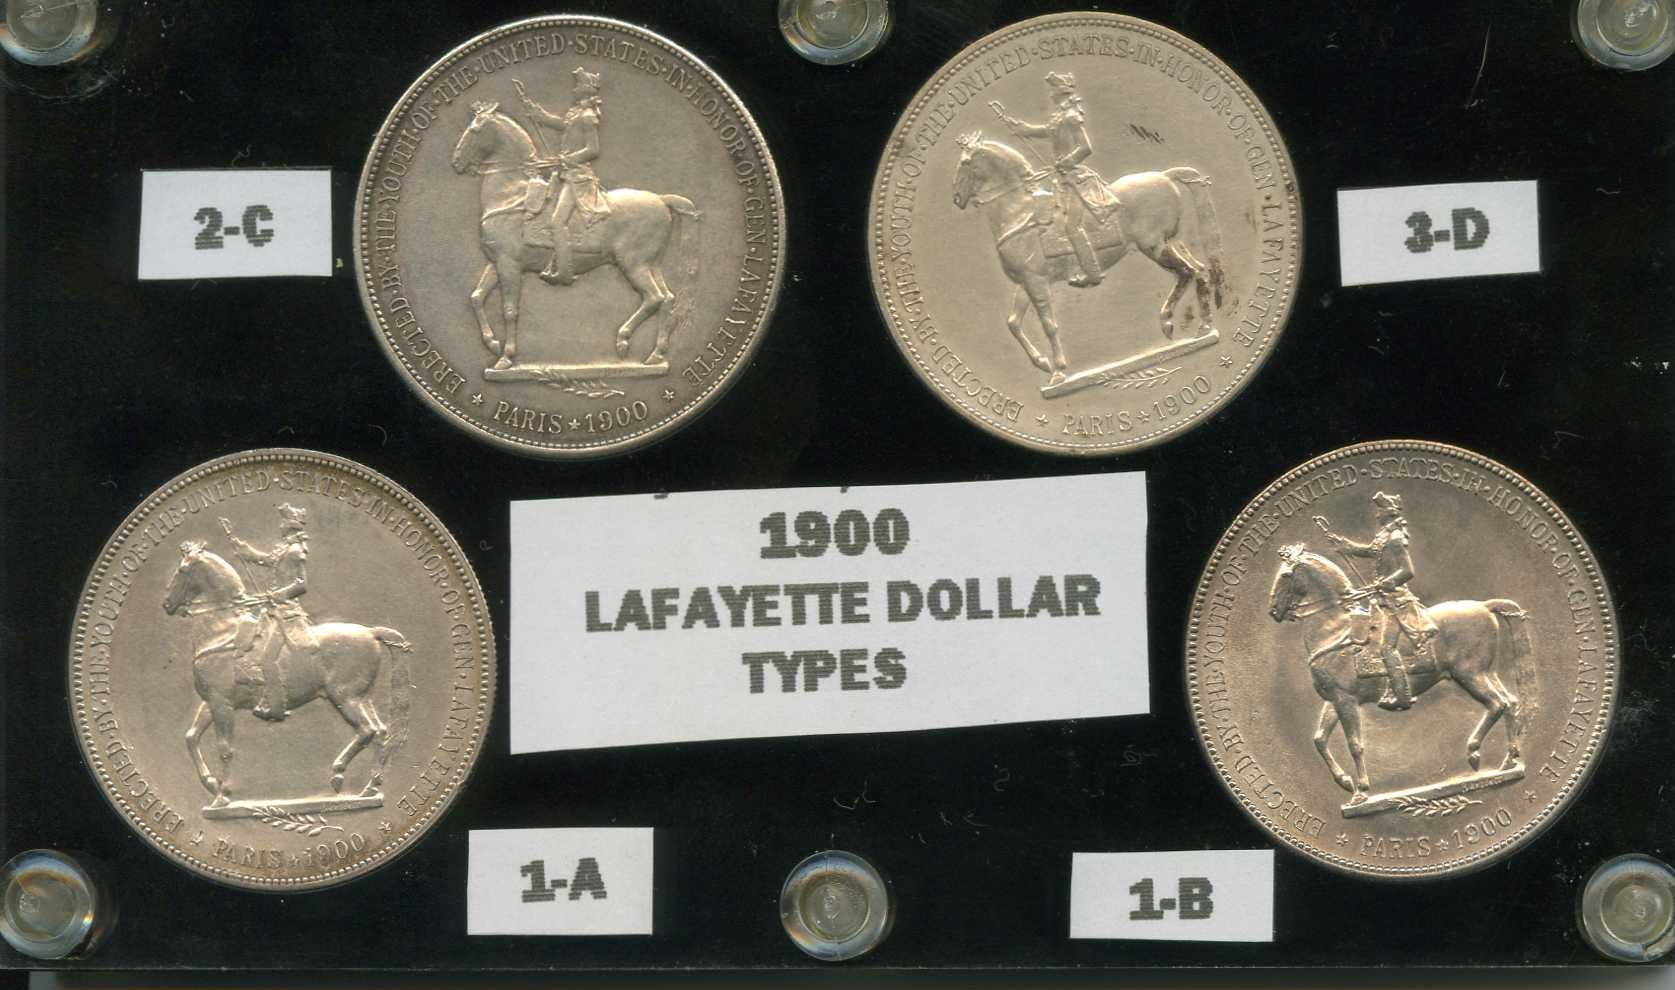 ERECTED·BY·THE·YOUTH·OF·THE·UNITED·STATES·IN·HONOR·OF·GEN·LAFAYETTE
★ PARIS ★ 1900 ★
2-C
ERECTED·BY·THE·YOUTH·OF·THE·UNITED·STATES·IN·HONOR·OF·GEN·LAFAYETTE
★ PARIS ★ 1900 ★
3-D
1900
LAFAYETTE DOLLAR
TYPES
ERECTED·BY·THE·YOUTH·OF·THE·UNITED·STATES·IN·HONOR·OF·GEN·LAFAYETTE
★ PARIS ★ 1900 ★
1-A
ERECTED·BY·THE·YOUTH·OF·THE·UNITED·STATES·IN·HONOR·OF·GEN·LAFAYETTE
★ PARIS ★ 1900 ★
1-B